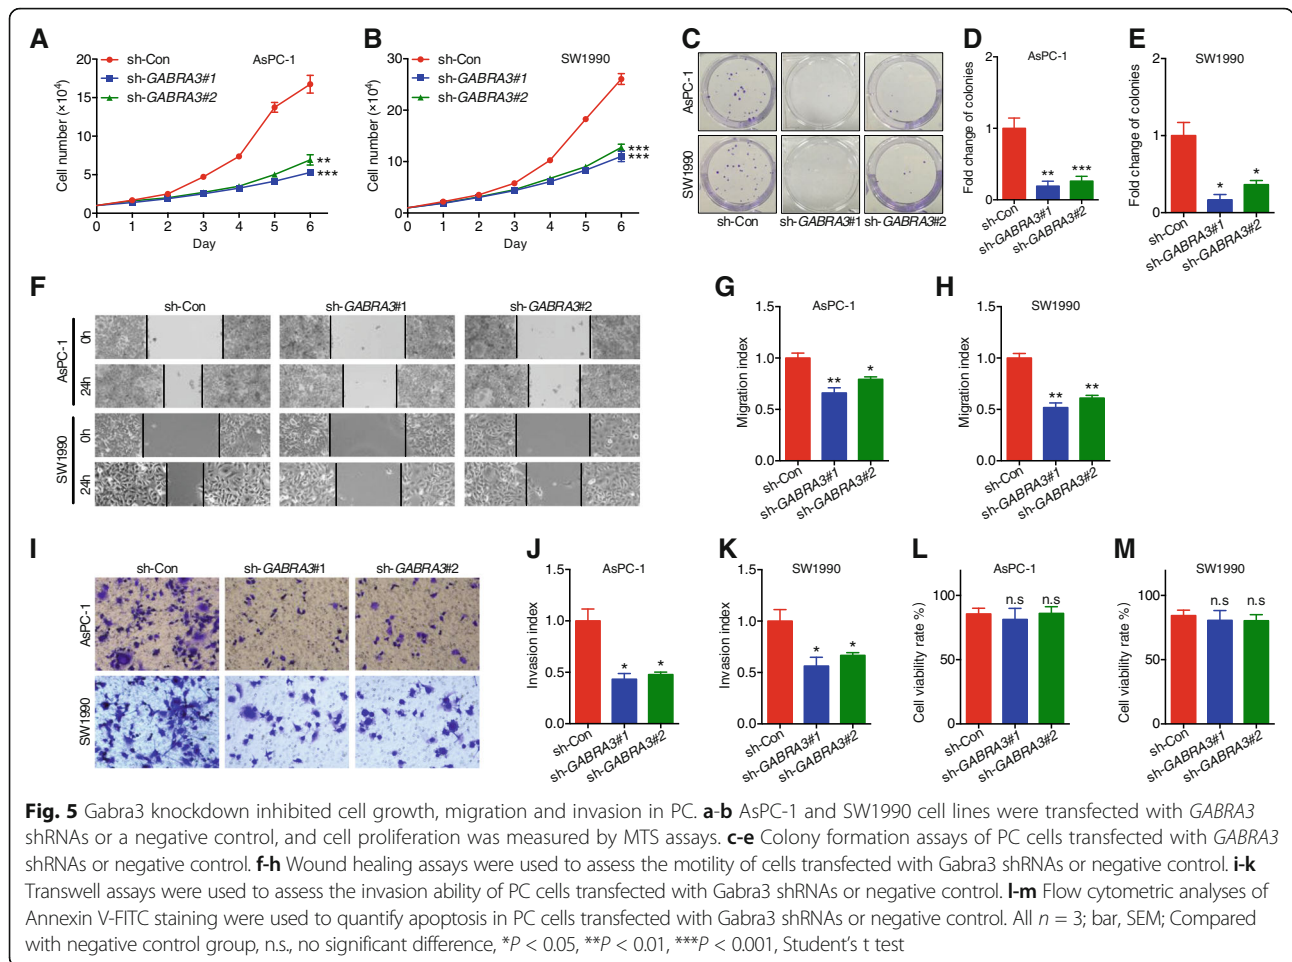 A
sh-Con
sh-GABRA3#1
sh-GABRA3#2
AsPC-1
Cell number (×10⁴)
20
15
10
5
0
**
***
0 1 2 3 4 5 6
Day
B
sh-Con
sh-GABRA3#1
sh-GABRA3#2
SW1990
Cell number (×10⁴)
30
20
10
0
***
***
0 1 2 3 4 5 6
Day
C
AsPC-1
SW1990
sh-Con sh-GABRA3#1 sh-GABRA3#2
D
AsPC-1
Fold change of colonies
2
1
0
** ***
sh-Con
sh-GABRA3#1
sh-GABRA3#2
E
SW1990
Fold change of colonies
2
1
0
* *
sh-Con
sh-GABRA3#1
sh-GABRA3#2
F
sh-Con sh-GABRA3#1 sh-GABRA3#2
AsPC-1
0h
24h
SW1990
0h
24h
G
AsPC-1
Migration index
1.5
1.0
0.5
0.0
** *
sh-Con
sh-GABRA3#1
sh-GABRA3#2
H
SW1990
Migration index
1.5
1.0
0.5
0.0
** **
sh-Con
sh-GABRA3#1
sh-GABRA3#2
I
sh-Con sh-GABRA3#1 sh-GABRA3#2
AsPC-1
SW1990
J
AsPC-1
Invasion index
1.5
1.0
0.5
0.0
* *
sh-Con
sh-GABRA3#1
sh-GABRA3#2
K
SW1990
Invasion index
1.5
1.0
0.5
0.0
* *
sh-Con
sh-GABRA3#1
sh-GABRA3#2
L
AsPC-1
Cell viability rate %)
100
50
0
n.s n.s
sh-Con
sh-GABRA3#1
sh-GABRA3#2
M
SW1990
Cell viability rate %)
100
50
0
n.s n.s
sh-Con
sh-GABRA3#1
sh-GABRA3#2
Fig. 5 Gabra3 knockdown inhibited cell growth, migration and invasion in PC. a-b AsPC-1 and SW1990 cell lines were transfected with GABRA3
shRNAs or a negative control, and cell proliferation was measured by MTS assays. c-e Colony formation assays of PC cells transfected with GABRA3
shRNAs or negative control. f-h Wound healing assays were used to assess the motility of cells transfected with Gabra3 shRNAs or negative control. i-k
Transwell assays were used to assess the invasion ability of PC cells transfected with Gabra3 shRNAs or negative control. l-m Flow cytometric analyses of
Annexin V-FITC staining were used to quantify apoptosis in PC cells transfected with Gabra3 shRNAs or negative control. All n = 3; bar, SEM; Compared
with negative control group, n.s., no significant difference, *P < 0.05, **P < 0.01, ***P < 0.001, Student's t test